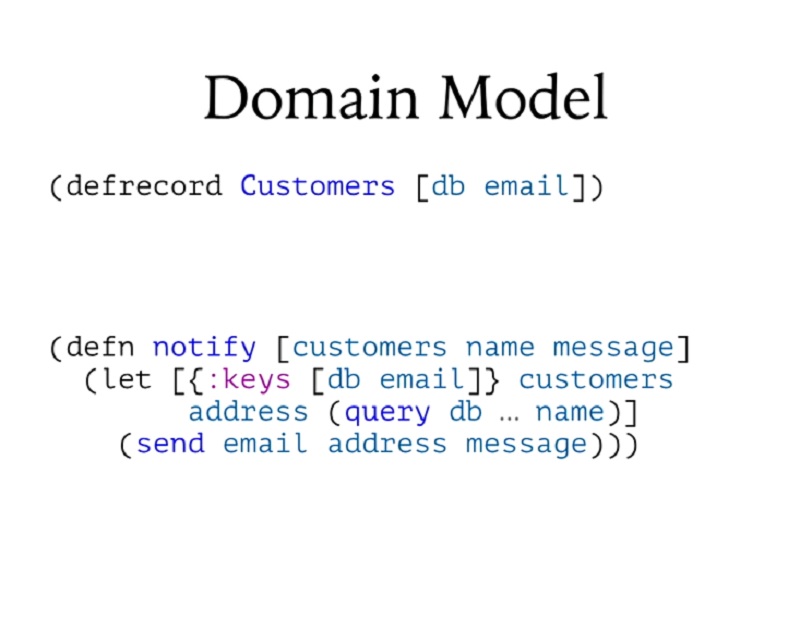 Domain Model
(defrecord Customers [db email])
(defn notify [customers name message]
(let [{:keys [db email]} customers
address (query db … name)]
(send email address message)))